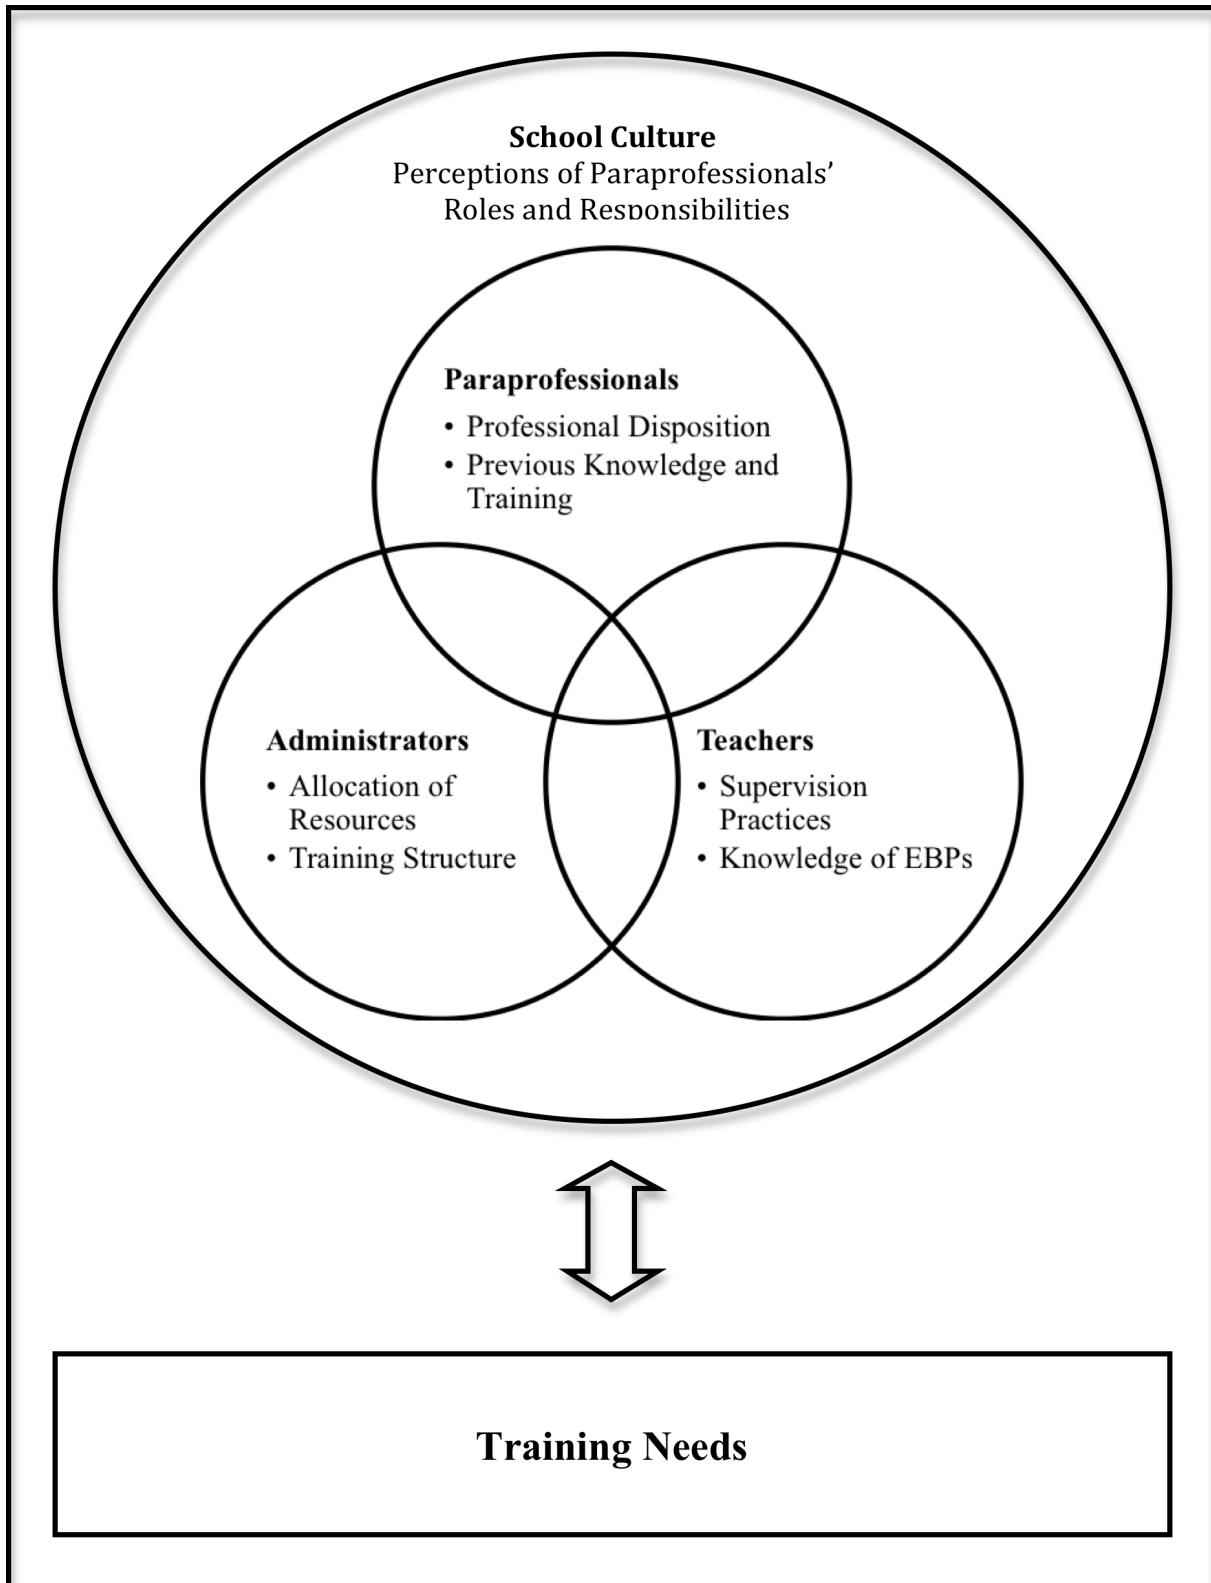 School Culture
Perceptions of Paraprofessionals’
Roles and Responsibilities
Paraprofessionals
• Professional Disposition
• Previous Knowledge and
Training
Administrators
• Allocation of
Resources
• Training Structure
Teachers
• Supervision
Practices
• Knowledge of EBPs
Training Needs